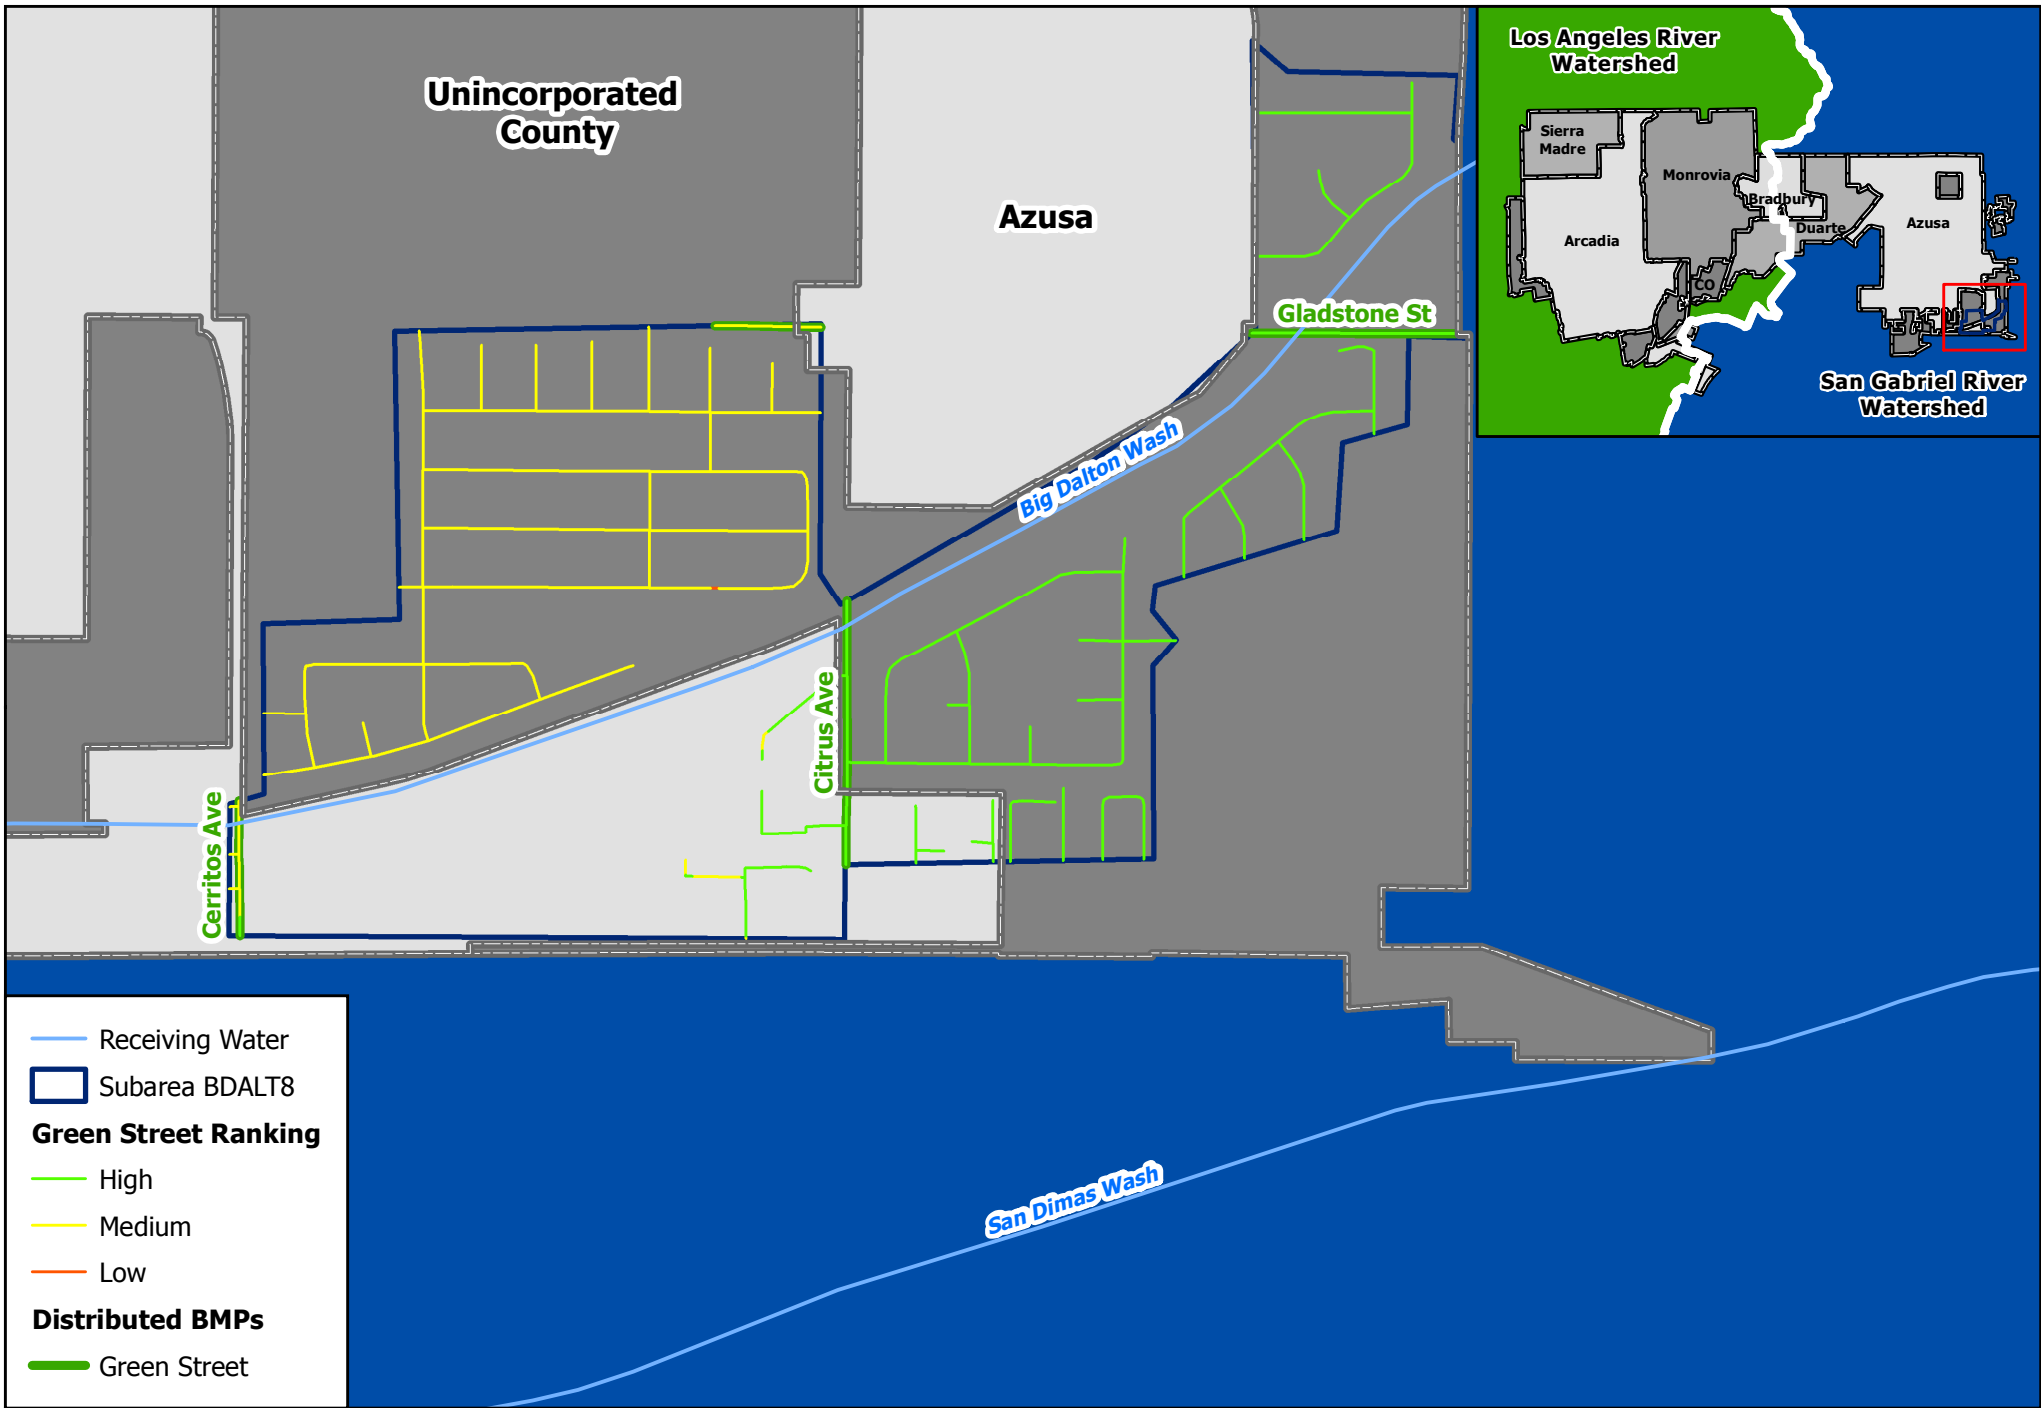 Unincorporated
County
Azusa
Gladstone St
Big Dalton Wash
Citrus Ave
Cerritos Ave
San Dimas Wash
Los Angeles River
Watershed
Sierra
Madre
Monrovia
Bradbury
Duarte
Azusa
Arcadia
CO
San Gabriel River
Watershed
Receiving Water
Subarea BDALT8
Green Street Ranking
High
Medium
Low
Distributed BMPs
Green Street